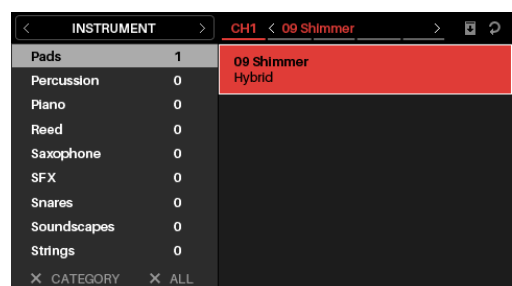 INSTRUMENT
CH1 09 Shimmer
Pads 1
Percussion 0
Piano 0
Reed 0
Saxophone 0
SFX 0
Snares 0
Soundscapes 0
Strings 0
× CATEGORY × ALL
09 Shimmer
Hybrid